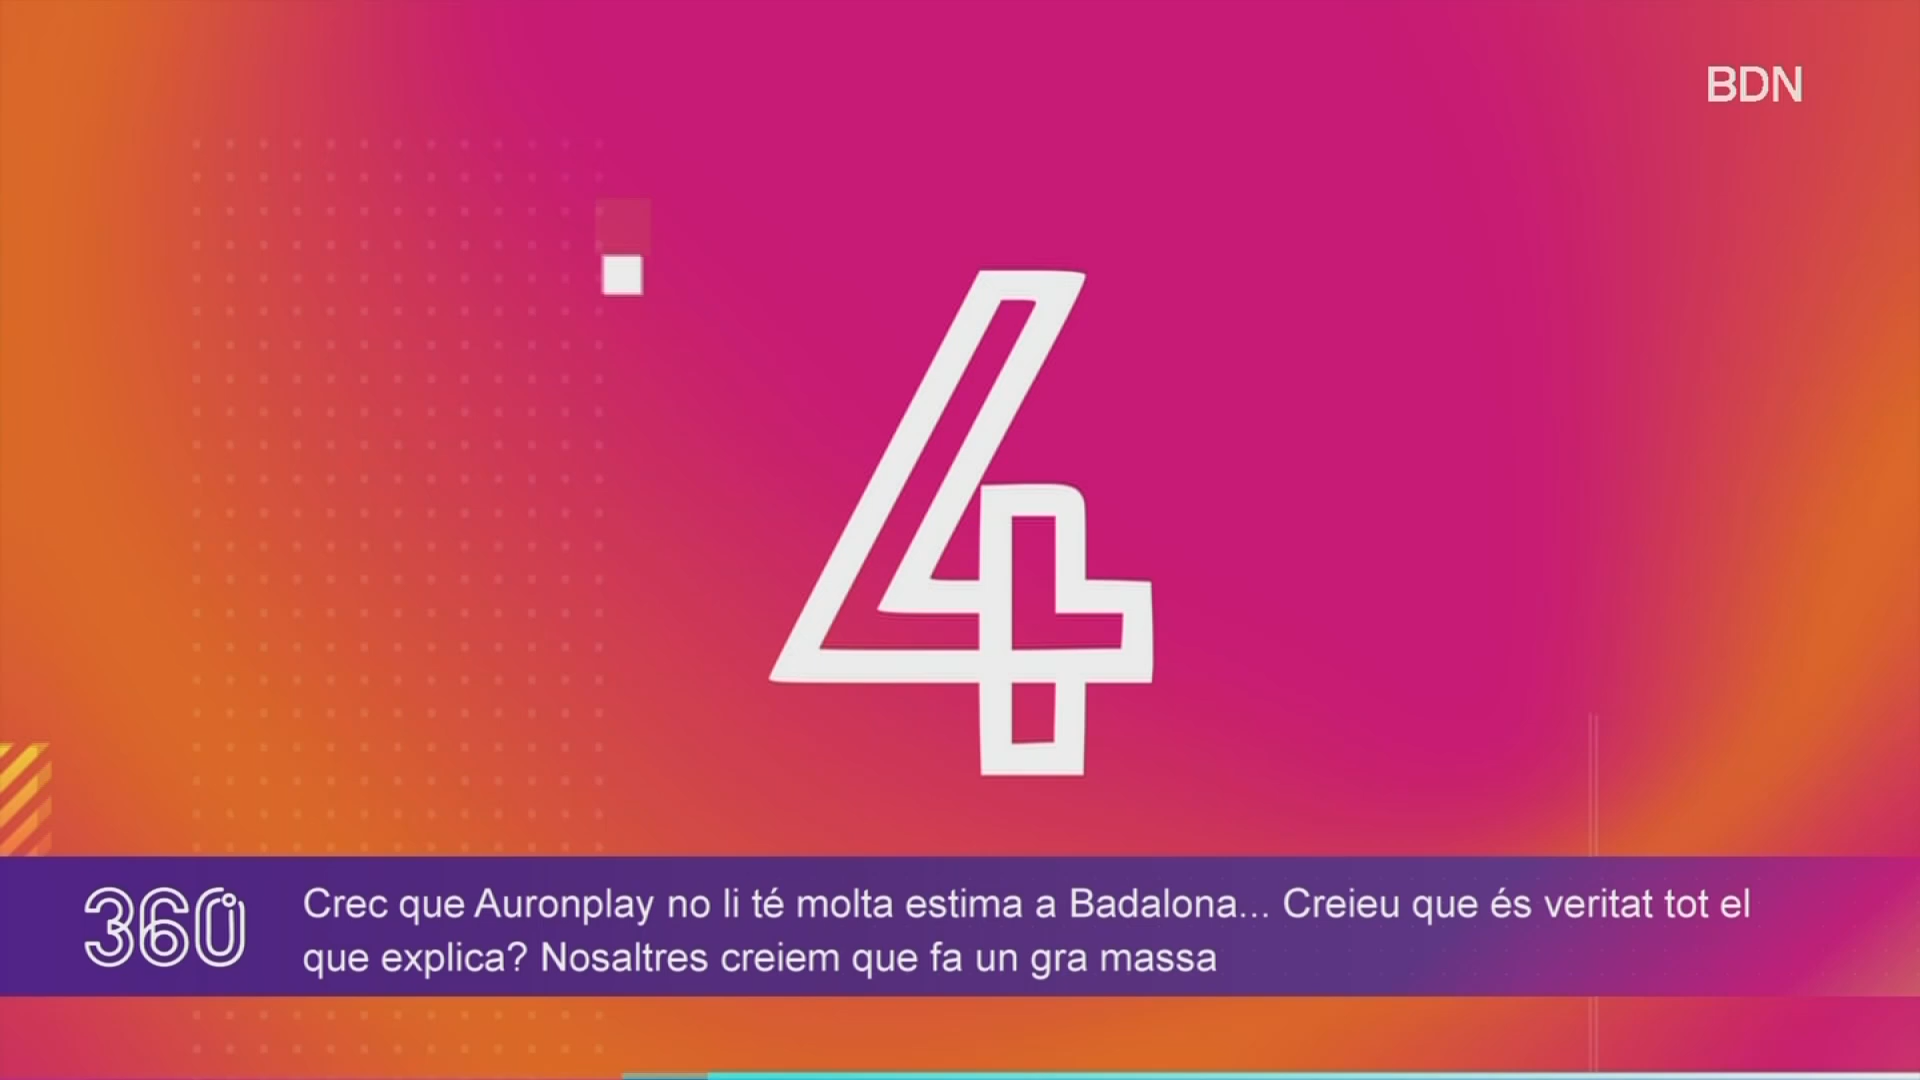 BDN
4
360
Crec que Auronplay no li té molta estima a Badalona... Creieu que és veritat tot el
que explica? Nosaltres creiem que fa un gra massa